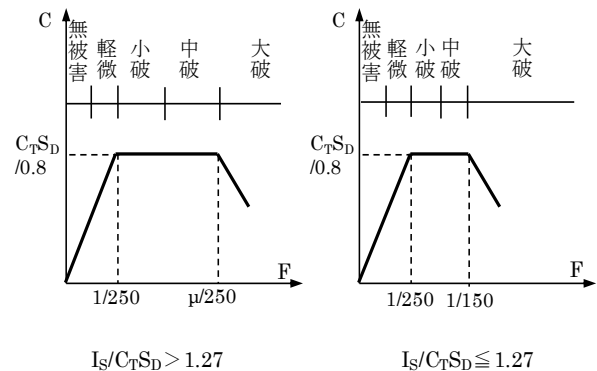 C
無被害
軽微
小破
中破
大破
CTSD
/0.8
F
1/250
μ/250
IS/CTSD＞1.27
C
無被害
軽微
小破
中破
大破
CTSD
/0.8
F
1/250
1/150
IS/CTSD≦1.27